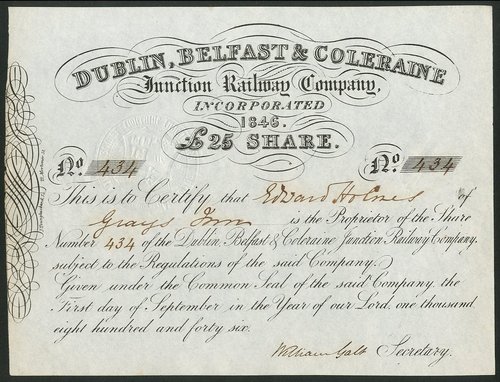 DUBLIN, BELFAST & COLERAINE
Junction Railway Company,
INCORPORATED
1846.
£25 SHARE.
No. 434 No. 434
This is to Certify that Edward Holmes of
Grays Inn is the Proprietor of the Share
Number 434 of the Dublin, Belfast & Coleraine Junction Railway Company,
subject to the Regulations of the said Company.
Given under the Common Seal of the said Company, the
First day of September in the Year of our Lord, one thousand
eight hundred and forty six.
William Galt Secretary.